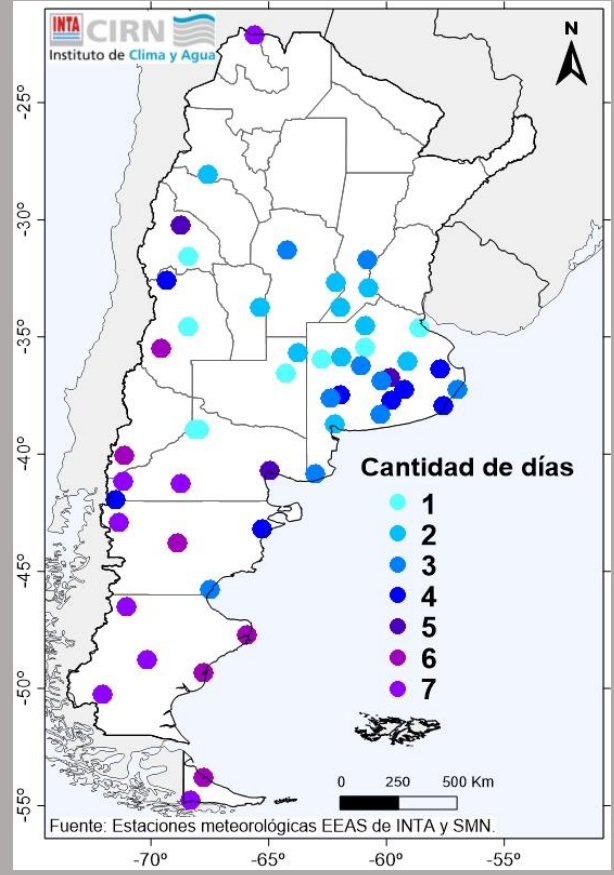 INTA CIRN
Instituto de Clima y Agua
N
-25°
-30°
-35°
-40°
-45°
-50°
-55°
Cantidad de días
1
2
3
4
5
6
7
0 250 500 Km
Fuente: Estaciones meteorológicas EEAS de INTA y SMN.
-70° -65° -60° -55°